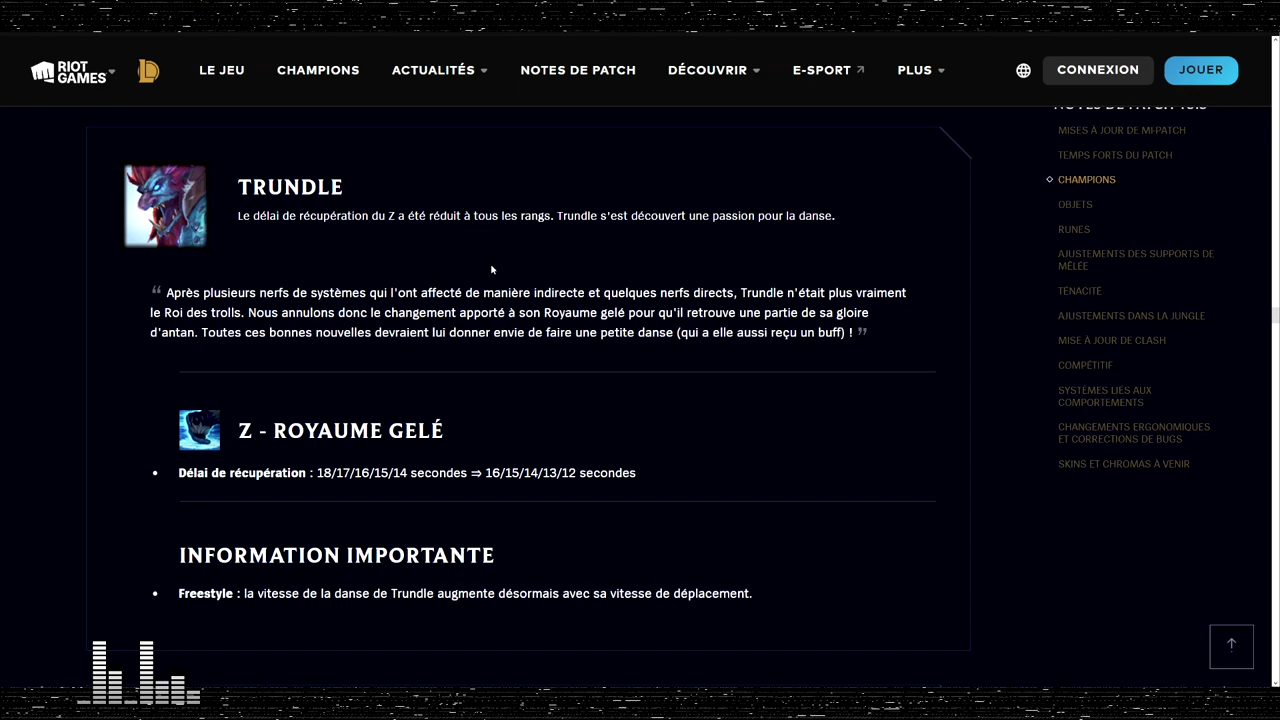 RIOT GAMES
LE JEU
CHAMPIONS
ACTUALITÉS
NOTES DE PATCH
DÉCOUVRIR
E-SPORT
PLUS
CONNEXION
JOUER
MISES À JOUR DE MI-PATCH
TEMPS FORTS DU PATCH
CHAMPIONS
OBJETS
RUNES
AJUSTEMENTS DES SUPPORTS DE
MÊLÉE
TÉNACITÉ
AJUSTEMENTS DANS LA JUNGLE
MISE À JOUR DE CLASH
COMPÉTITIF
SYSTÈMES LIÉS AUX
COMPORTEMENTS
CHANGEMENTS ERGONOMIQUES
ET CORRECTIONS DE BUGS
SKINS ET CHROMAS À VENIR
TRUNDLE
Le délai de récupération du Z a été réduit à tous les rangs. Trundle s'est découvert une passion pour la danse.
“ Après plusieurs nerfs de systèmes qui l'ont affecté de manière indirecte et quelques nerfs directs, Trundle n'était plus vraiment
le Roi des trolls. Nous annulons donc le changement apporté à son Royaume gelé pour qu'il retrouve une partie de sa gloire
d'antan. Toutes ces bonnes nouvelles devraient lui donner envie de faire une petite danse (qui a elle aussi reçu un buff) ! ”
Z - ROYAUME GELÉ
• Délai de récupération : 18/17/16/15/14 secondes ⇒ 16/15/14/13/12 secondes
INFORMATION IMPORTANTE
• Freestyle : la vitesse de la danse de Trundle augmente désormais avec sa vitesse de déplacement.